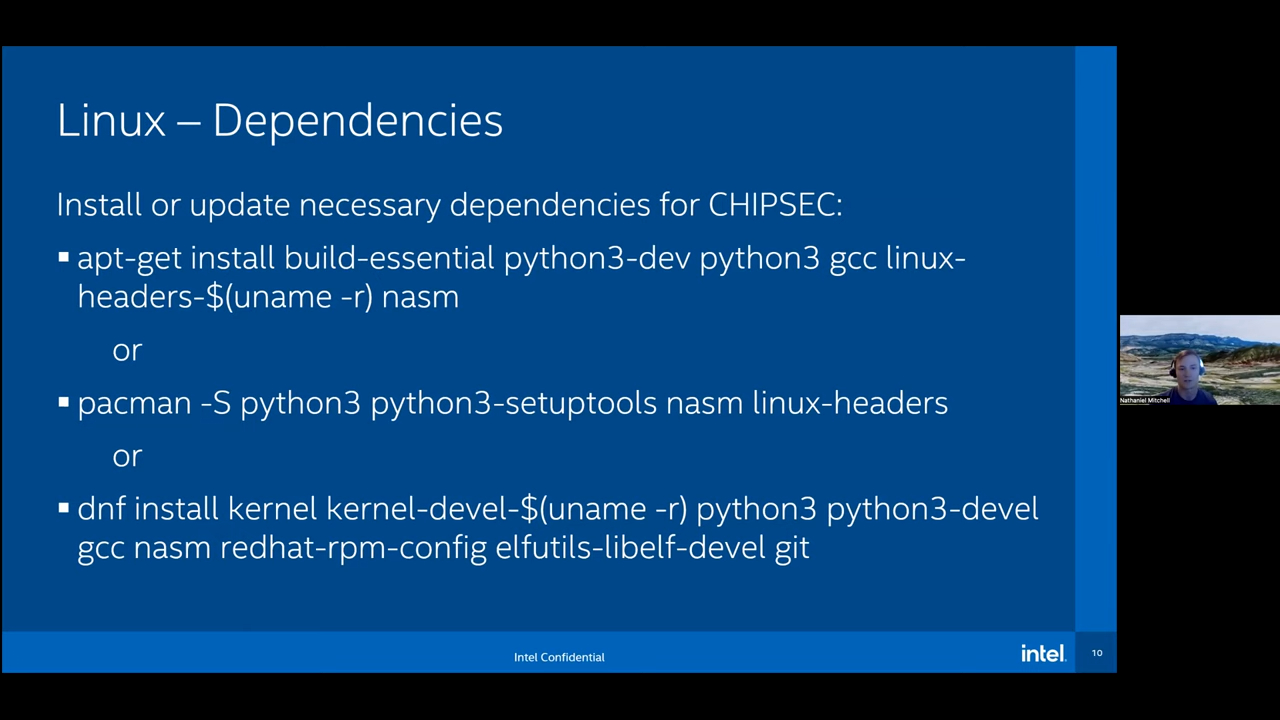 Linux – Dependencies
Install or update necessary dependencies for CHIPSEC:
▪ apt-get install build-essential python3-dev python3 gcc linux-
headers-$(uname -r) nasm
or
▪ pacman -S python3 python3-setuptools nasm linux-headers
or
▪ dnf install kernel kernel-devel-$(uname -r) python3 python3-devel
gcc nasm redhat-rpm-config elfutils-libelf-devel git
Intel Confidential
intel.
10
Nathaniel Mitchell